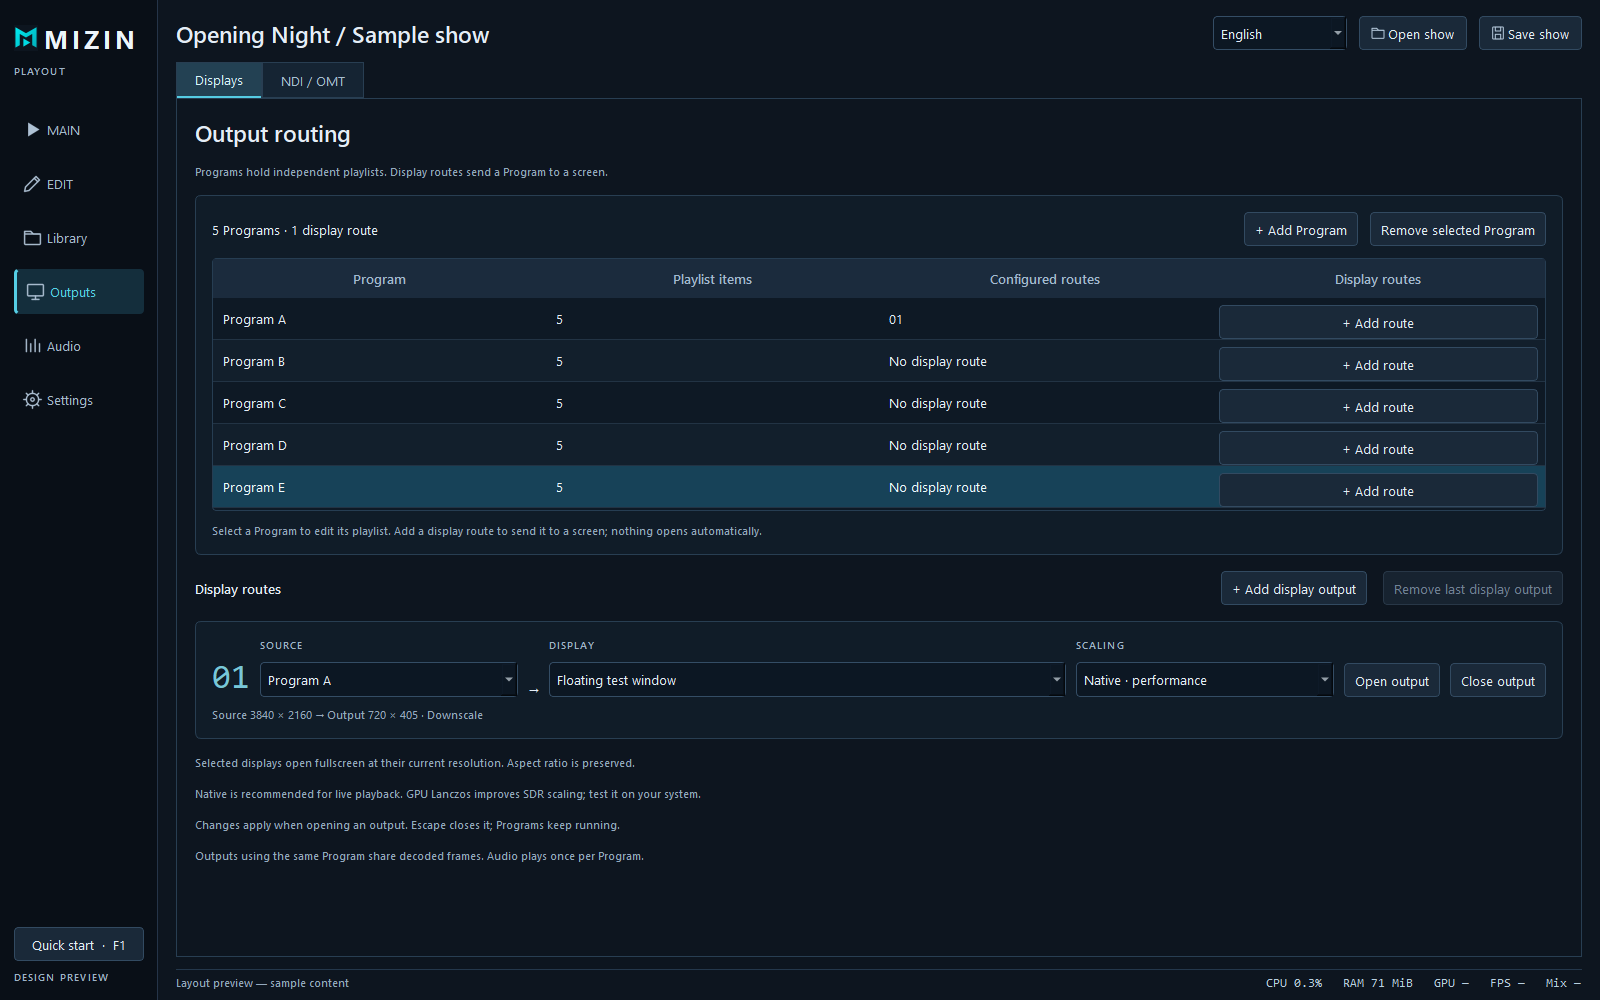 MIZIN
PLAYOUT
MAIN
EDIT
Library
Outputs
Audio
Settings
Quick start · F1
DESIGN PREVIEW
Opening Night / Sample show
English
Open show
Save show
Displays
NDI / OMT
Output routing
Programs hold independent playlists. Display routes send a Program to a screen.
5 Programs · 1 display route
+ Add Program
Remove selected Program
Program Playlist items Configured routes Display routes
Program A 5 01 + Add route
Program B 5 No display route + Add route
Program C 5 No display route + Add route
Program D 5 No display route + Add route
Program E 5 No display route + Add route
Select a Program to edit its playlist. Add a display route to send it to a screen; nothing opens automatically.
Display routes
+ Add display output
Remove last display output
SOURCE DISPLAY SCALING
01 Program A → Floating test window Native · performance Open output Close output
Source 3840 × 2160 → Output 720 × 405 · Downscale
Selected displays open fullscreen at their current resolution. Aspect ratio is preserved.
Native is recommended for live playback. GPU Lanczos improves SDR scaling; test it on your system.
Changes apply when opening an output. Escape closes it; Programs keep running.
Outputs using the same Program share decoded frames. Audio plays once per Program.
Layout preview — sample content
CPU 0.3% RAM 71 MiB GPU — FPS — Mix —